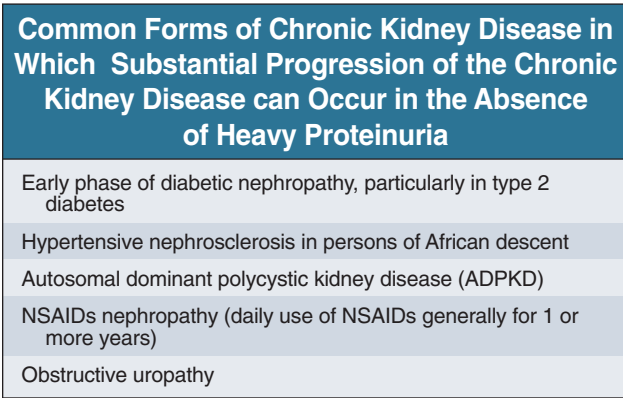 Common Forms of Chronic Kidney Disease in
Which Substantial Progression of the Chronic
Kidney Disease can Occur in the Absence
of Heavy Proteinuria
Early phase of diabetic nephropathy, particularly in type 2
diabetes
Hypertensive nephrosclerosis in persons of African descent
Autosomal dominant polycystic kidney disease (ADPKD)
NSAIDs nephropathy (daily use of NSAIDs generally for 1 or
more years)
Obstructive uropathy